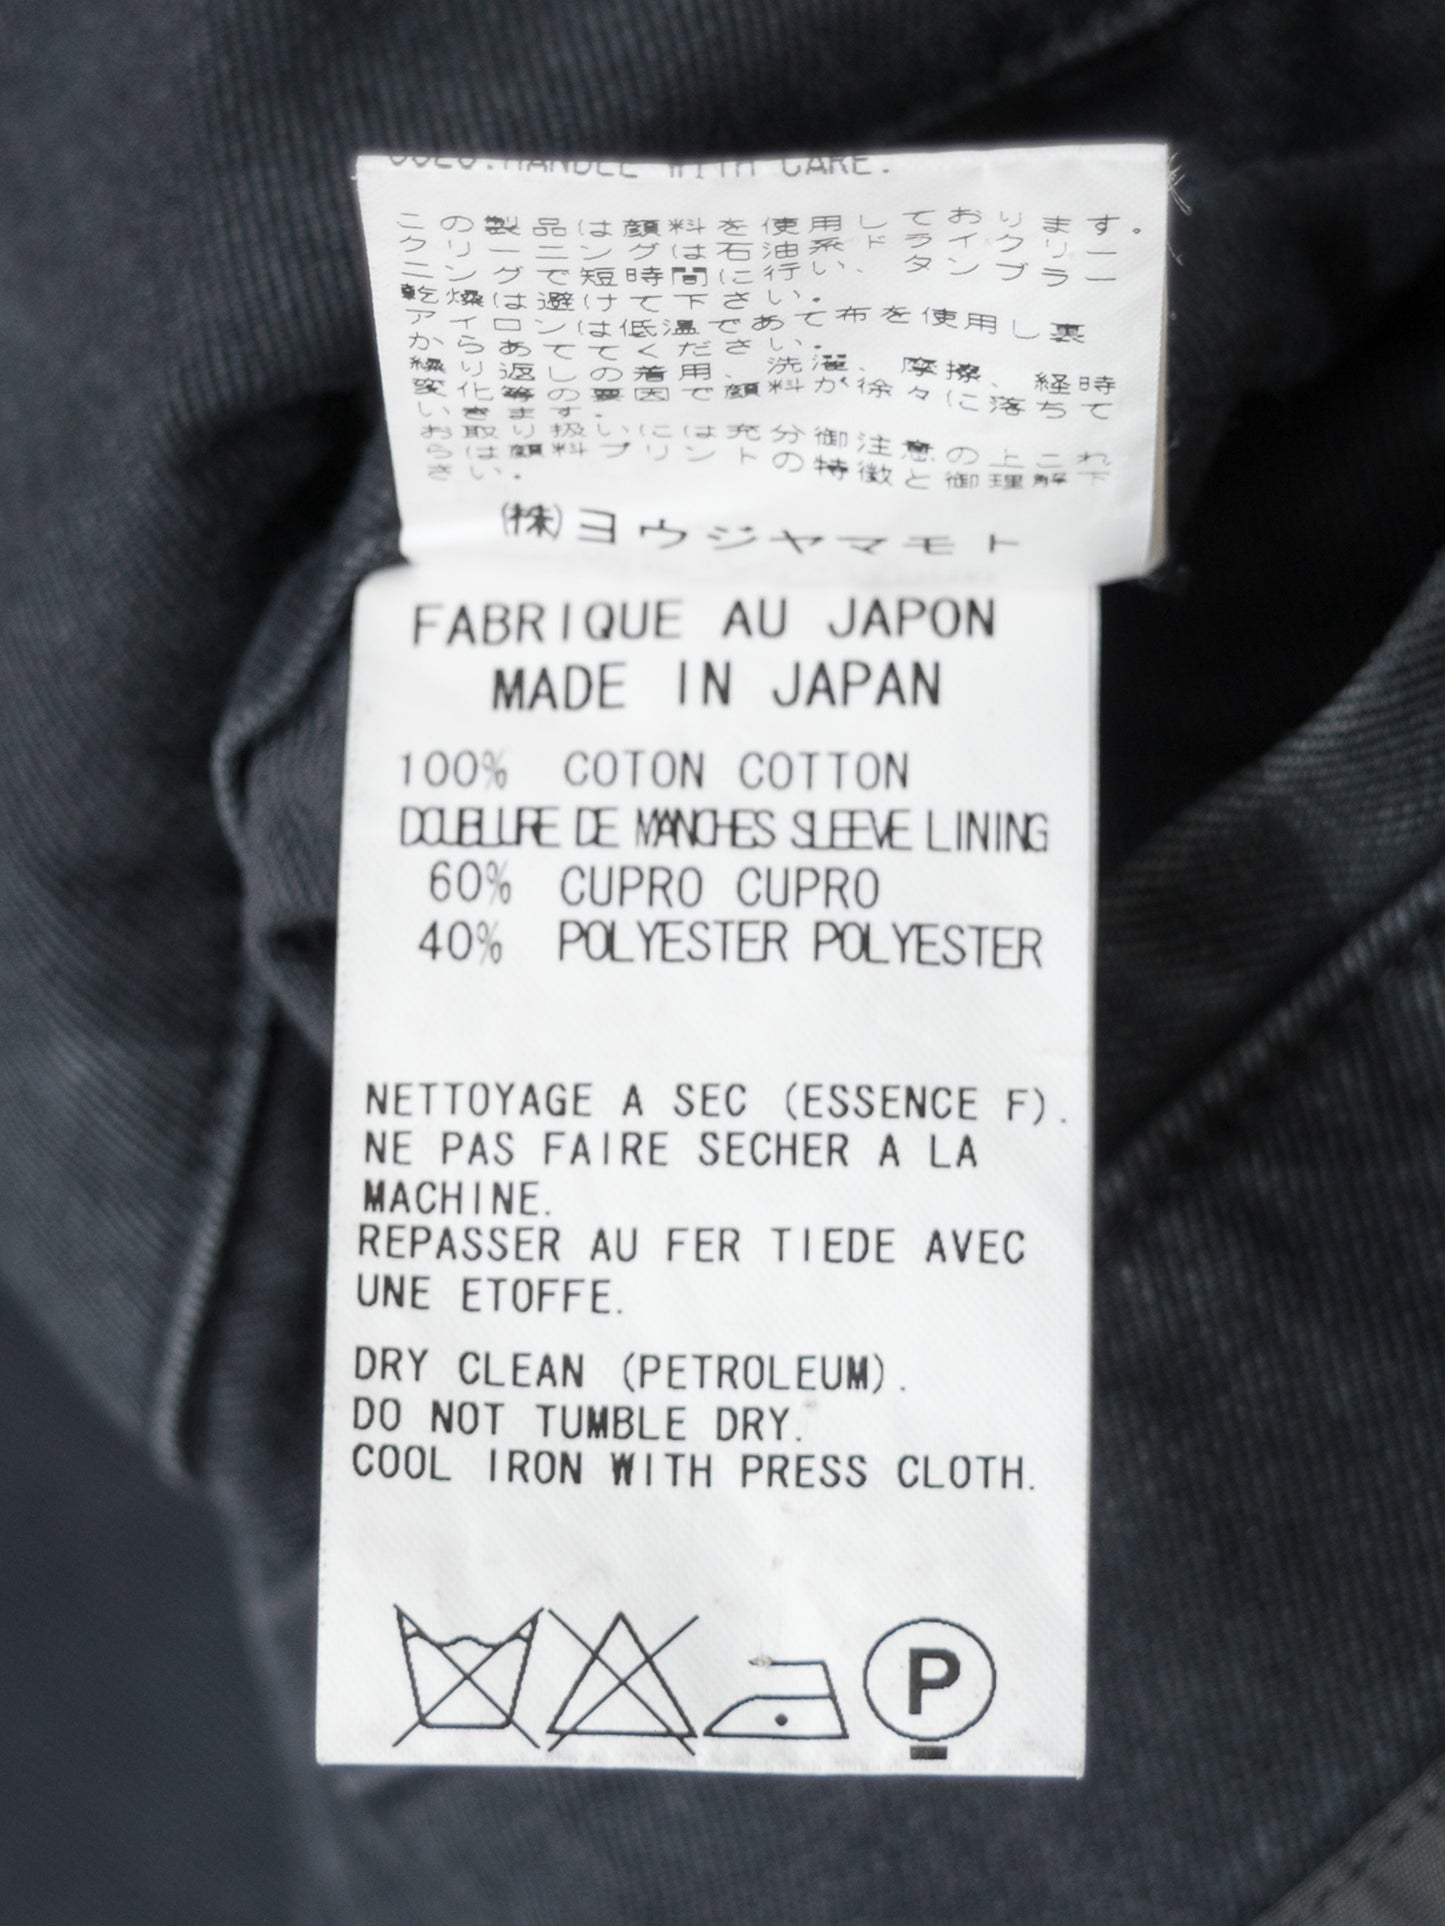 HANDLE WITH CARE.
この製品は顔料を使用しております。
クリーニングは石油系ドライクリー
ニングで短時間に行い、タンブラー
乾燥は避けて下さい。
アイロンは低温であて布を使用し裏
からあててください。
繰り返しの着用、洗濯、摩擦、経時
変化等の要因で顔料が徐々に落ちて
いきます。
お取り扱いには充分御注意の上これ
らは顔料プリントの特徴と御理解下
さい。
(株)ヨウジヤマモト
FABRIQUE AU JAPON
MADE IN JAPAN
100% COTON COTTON
DOUBLURE DE MANCHES SLEEVE LINING
60% CUPRO CUPRO
40% POLYESTER POLYESTER
NETTOYAGE A SEC (ESSENCE F).
NE PAS FAIRE SECHER A LA
MACHINE.
REPASSER AU FER TIEDE AVEC
UNE ETOFFE.
DRY CLEAN (PETROLEUM).
DO NOT TUMBLE DRY.
COOL IRON WITH PRESS CLOTH.
P